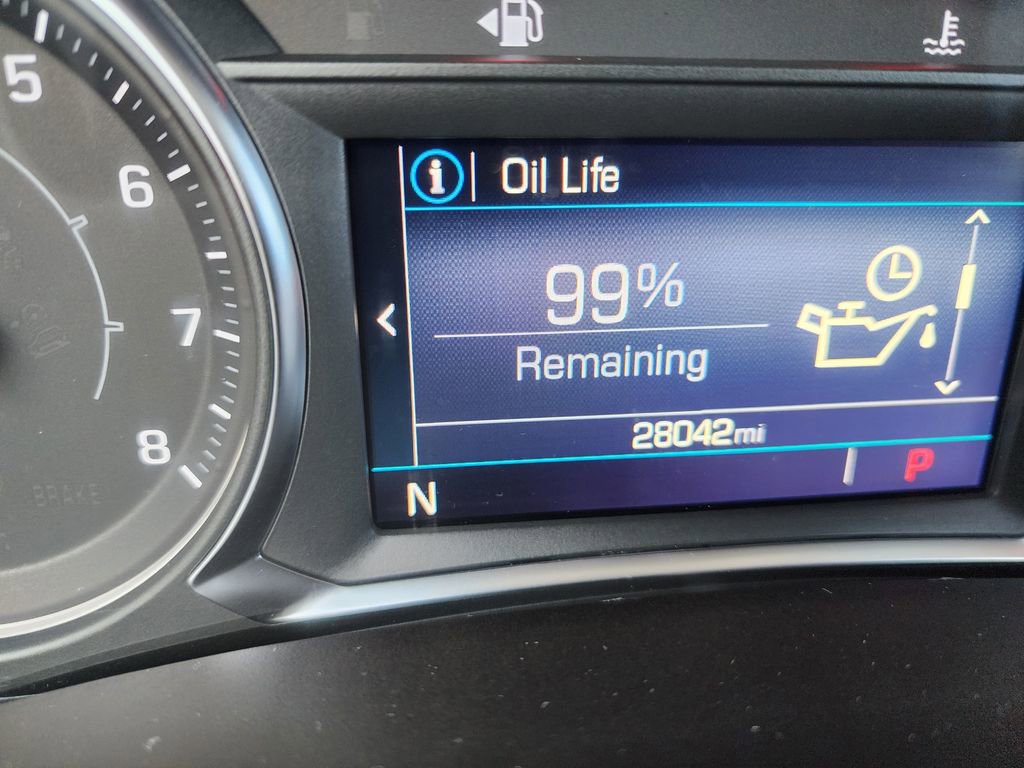 5
6
7
8
BRAKE
i Oil Life
99%
Remaining
28042mi
N
P